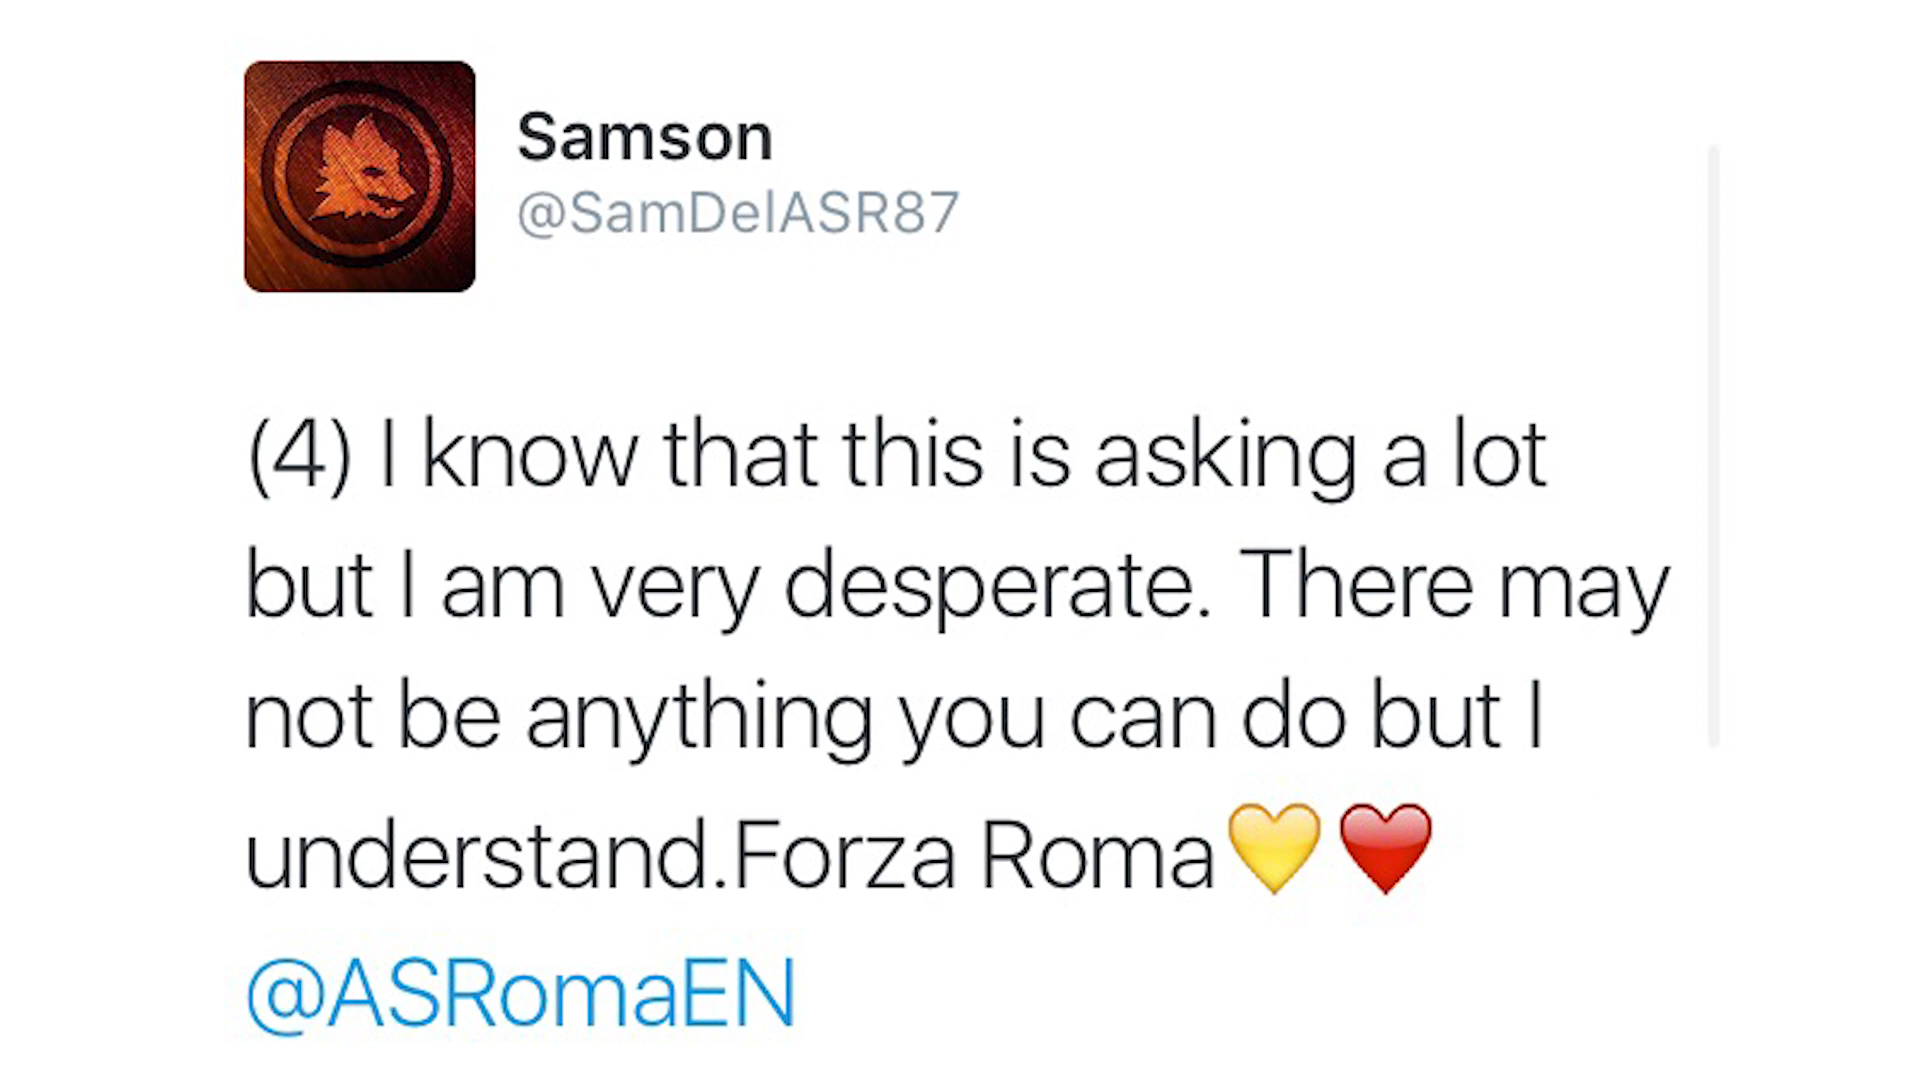 Samson
@SamDelASR87
(4) I know that this is asking a lot
but I am very desperate. There may
not be anything you can do but I
understand.Forza Roma💛❤️
@ASRomaEN